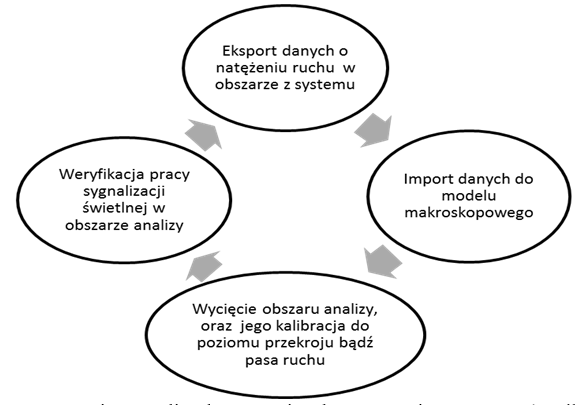 Eksport danych o
natężeniu ruchu w
obszarze z systemu
Import danych do
modelu
makroskopowego
Wycięcie obszaru analizy,
oraz jego kalibracja do
poziomu przekroju bądź
pasa ruchu
Weryfikacja pracy
sygnalizacji
świetlnej w
obszarze analizy